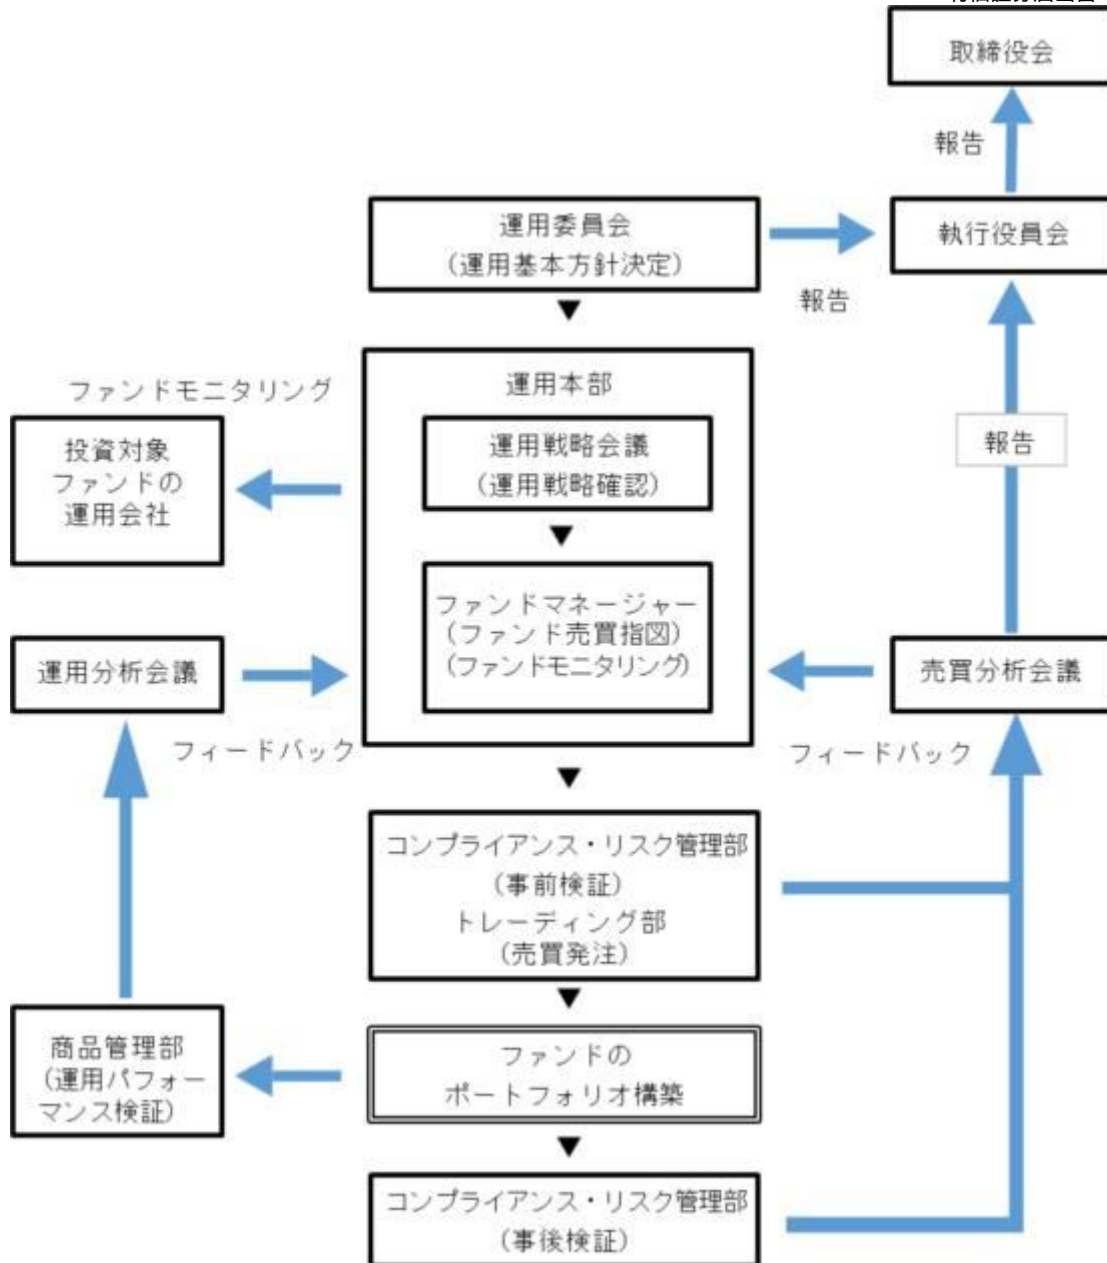 取締役会
報告
運用委員会
(運用基本方針決定)
執行役員会
報告
ファンドモニタリング
運用本部
投資対象
ファンドの
運用会社
運用戦略会議
(運用戦略確認)
報告
ファンドマネージャー
(ファンド売買指図)
(ファンドモニタリング)
運用分析会議
売買分析会議
フィードバック
フィードバック
コンプライアンス・リスク管理部
(事前検証)
トレーディング部
(売買発注)
商品管理部
(運用パフォー
マンス検証)
ファンドの
ポートフォリオ構築
コンプライアンス・リスク管理部
(事後検証)